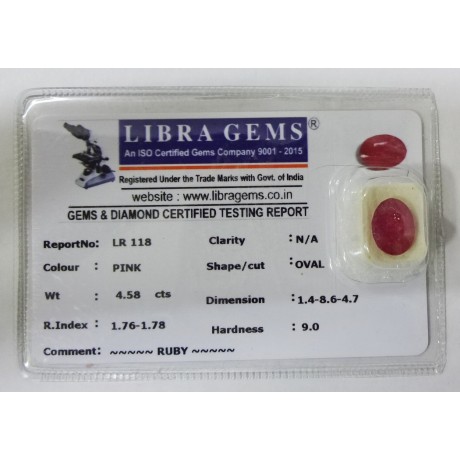 LIBRA GEMS®
An ISO Certified Gems Company 9001 - 2015
Registered Under the Trade Marks with Govt. of India
website : www.libragems.co.in
GEMS & DIAMOND CERTIFIED TESTING REPORT
ReportNo: LR 118 Clarity : N/A
Colour : PINK Shape/cut : OVAL
Wt : 4.58 cts Dimension : 1.4-8.6-4.7
R.Index : 1.76-1.78 Hardness : 9.0
Comment: ~~~~~ RUBY ~~~~~